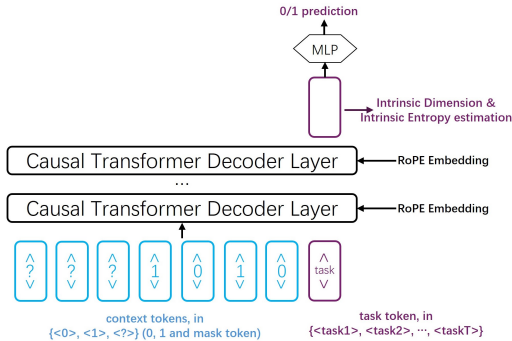 0/1 prediction
MLP
Intrinsic Dimension &
Intrinsic Entropy estimation
Causal Transformer Decoder Layer
RoPE Embedding
...
Causal Transformer Decoder Layer
RoPE Embedding
<?> <?> <?> <1> <0> <1> <0> <task>
context tokens, in
{<0>, <1>, <?>} (0, 1 and mask token)
task token, in
{<task1>, <task2>, ···, <taskT>}